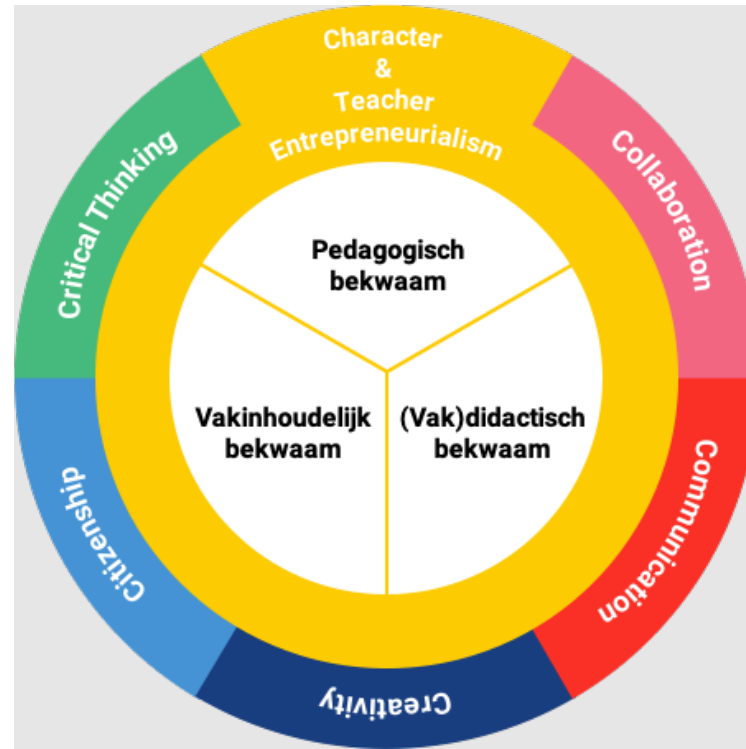 Character
&
Teacher
Entrepreneurialism
Collaboration
Communication
Creativity
Citizenship
Critical Thinking
Pedagogisch
bekwaam
Vakinhoudelijk
bekwaam
(Vak)didactisch
bekwaam